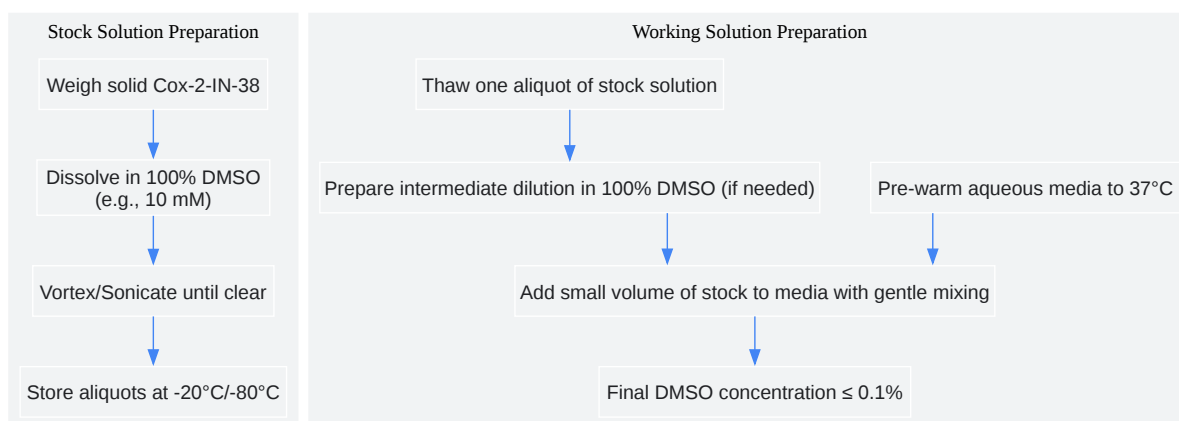 Stock Solution Preparation
Weigh solid Cox-2-IN-38
Dissolve in 100% DMSO
(e.g., 10 mM)
Vortex/Sonicate until clear
Store aliquots at -20°C/-80°C
Working Solution Preparation
Thaw one aliquot of stock solution
Prepare intermediate dilution in 100% DMSO (if needed)
Pre-warm aqueous media to 37°C
Add small volume of stock to media with gentle mixing
Final DMSO concentration ≤ 0.1%